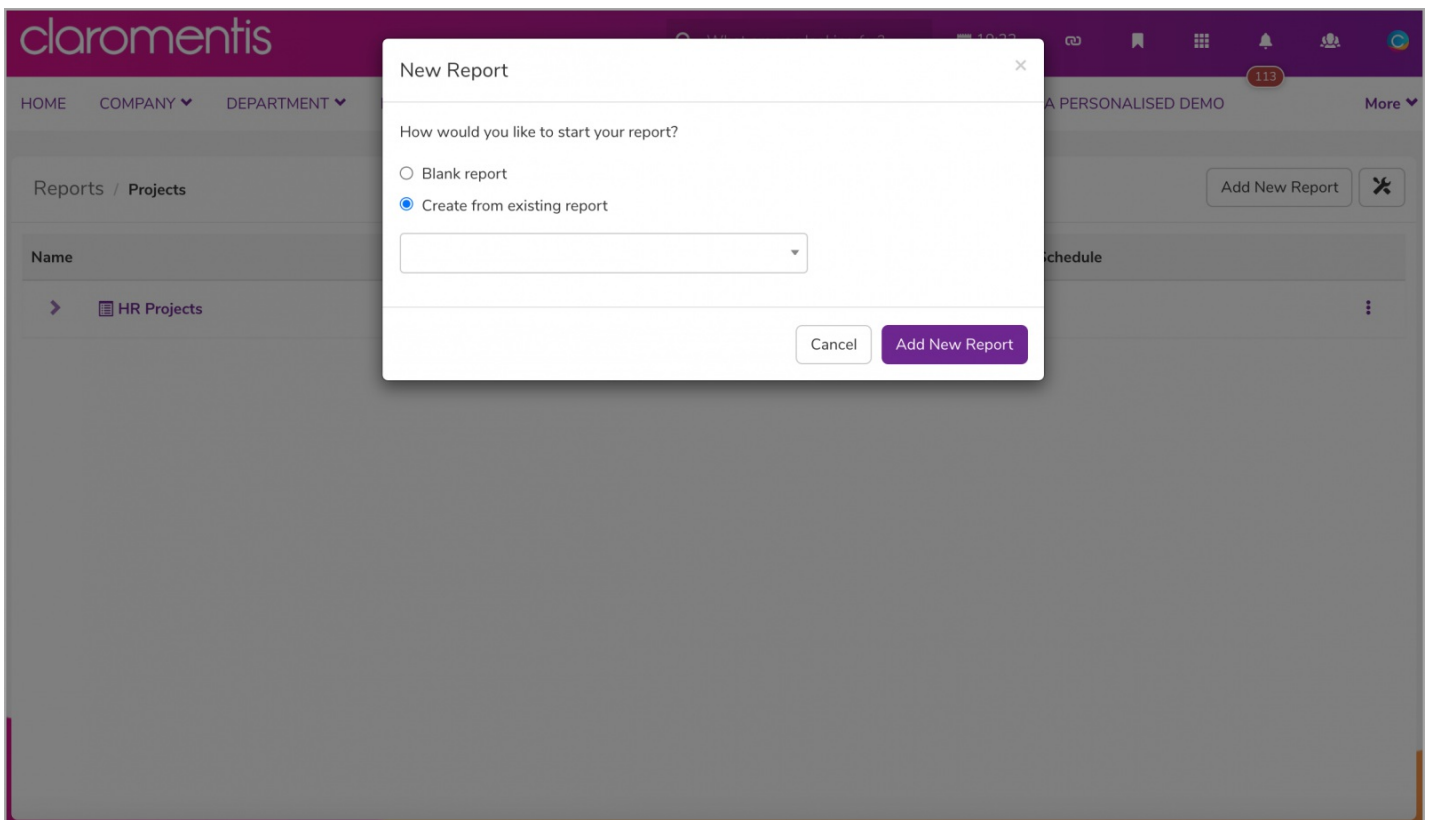 claromentis
New Report
113
HOME COMPANY DEPARTMENT A PERSONALISED DEMO More
How would you like to start your report?
Blank report
Reports / Projects Add New Report
Create from existing report
Name Schedule
HR Projects
Cancel Add New Report